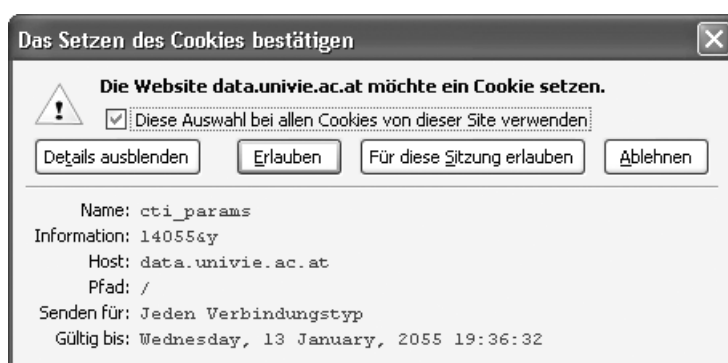 Das Setzen des Cookies bestätigen
Die Website data.univie.ac.at möchte ein Cookie setzen.
Diese Auswahl bei allen Cookies von dieser Site verwenden
Details ausblenden Erlauben Für diese Sitzung erlauben Ablehnen
Name: cti_params
Information: 14055&y
Host: data.univie.ac.at
Pfad: /
Senden für: Jeden Verbindungstyp
Gültig bis: Wednesday, 13 January, 2055 19:36:32